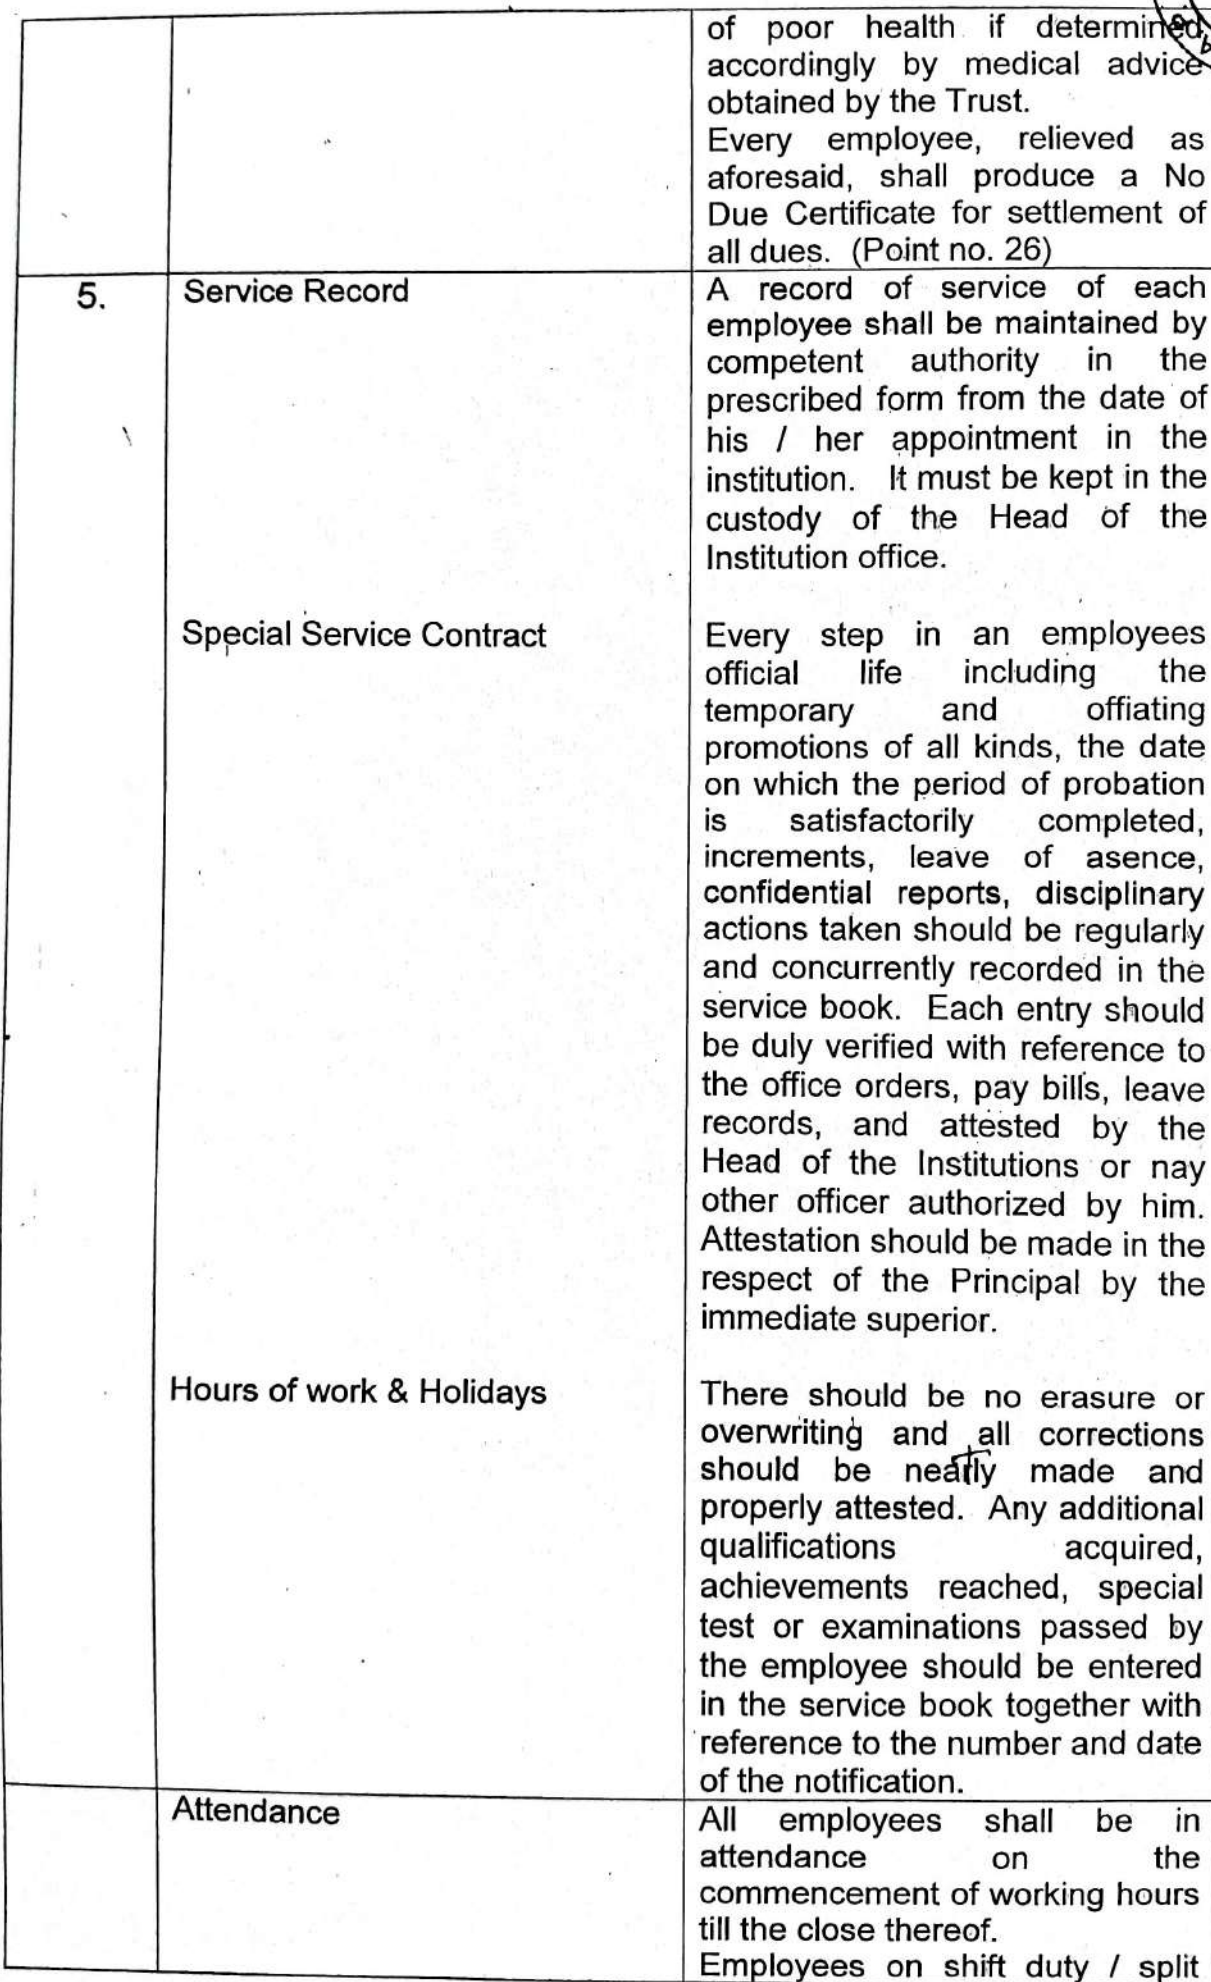 of poor health if determined
accordingly by medical advice
obtained by the Trust.
Every employee, relieved as
aforesaid, shall produce a No
Due Certificate for settlement of
all dues. (Point no. 26)
5. Service Record A record of service of each
employee shall be maintained by
competent authority in the
prescribed form from the date of
his / her appointment in the
institution. It must be kept in the
custody of the Head of the
Institution office.
Special Service Contract Every step in an employees
official life including the
temporary and offiating
promotions of all kinds, the date
on which the period of probation
is satisfactorily completed,
increments, leave of asence,
confidential reports, disciplinary
actions taken should be regularly
and concurrently recorded in the
service book. Each entry should
be duly verified with reference to
the office orders, pay bills, leave
records, and attested by the
Head of the Institutions or nay
other officer authorized by him.
Attestation should be made in the
respect of the Principal by the
immediate superior.
Hours of work & Holidays There should be no erasure or
overwriting and all corrections
should be neatly made and
properly attested. Any additional
qualifications acquired,
achievements reached, special
test or examinations passed by
the employee should be entered
in the service book together with
reference to the number and date
of the notification.
Attendance All employees shall be in
attendance on the
commencement of working hours
till the close thereof.
Employees on shift duty / split